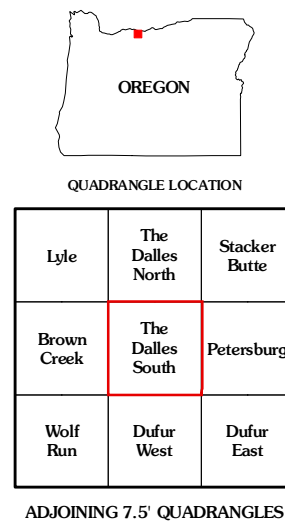 OREGON
QUADRANGLE LOCATION
Lyle
The
Dalles
North
Stacker
Butte
Brown
Creek
The
Dalles
South
Petersburg
Wolf
Run
Dufur
West
Dufur
East
ADJOINING 7.5' QUADRANGLES